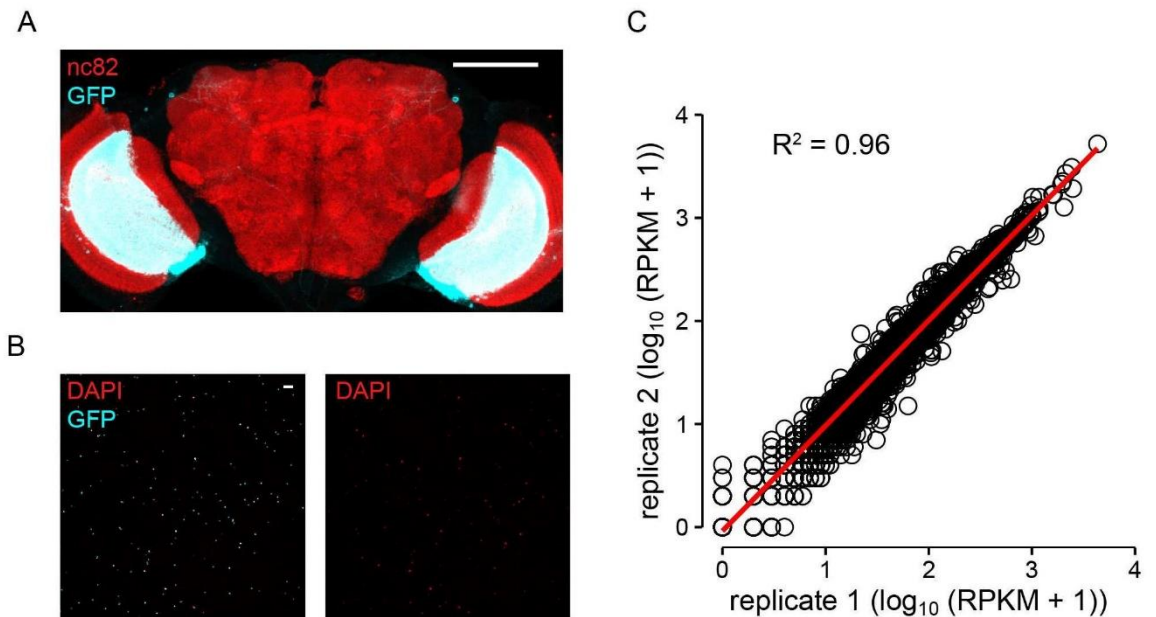 A
nc82
GFP
B
DAPI
GFP
DAPI
C
R² = 0.96
replicate 2 (log₁₀ (RPKM + 1))
4
3
2
1
0
0 1 2 3 4
replicate 1 (log₁₀ (RPKM + 1))